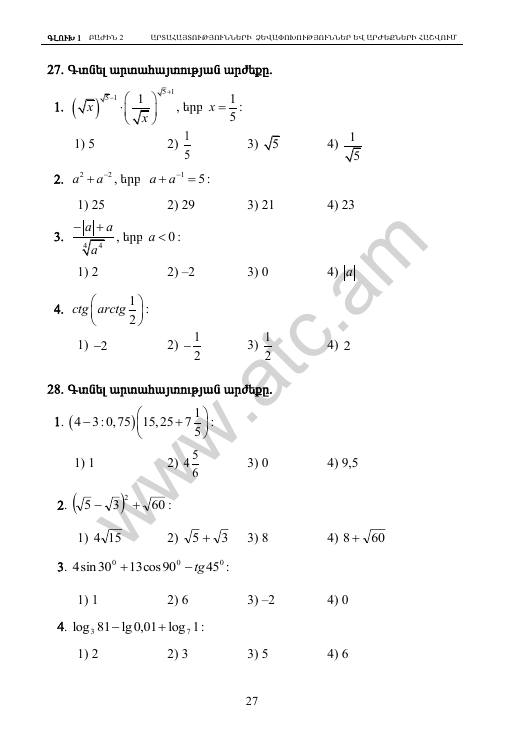 ԳԼՈՒԽ 1 ԲԱԺԻՆ 2 ԱՐՏԱՀԱՅՏՈՒԹՅՈՒՆՆԵՐԻ ՁԵՎԱՓՈԽՈՒԹՅՈՒՆՆԵՐ ԵՎ ԱՐԺԵՔՆԵՐԻ ՀԱՇՎՈՒՄ
27. Գտնել արտահայտության արժեքը.
1. (√x)^(√5−1) · (1/√x)^(√5+1), երբ x = 1/5 :
1) 5 2) 1/5 3) √5 4) 1/√5
2. a² + a⁻², երբ a + a⁻¹ = 5 :
1) 25 2) 29 3) 21 4) 23
3. (−|a| + a)/∜a⁴, երբ a < 0 :
1) 2 2) –2 3) 0 4) |a|
4. ctg(arctg 1/2) :
1) −2 2) −1/2 3) 1/2 4) 2
28. Գտնել արտահայտության արժեքը.
1. (4 − 3 : 0,75)(15,25 + 7 1/5) :
1) 1 2) 4 5/6 3) 0 4) 9,5
2. (√5 − √3)² + √60 :
1) 4√15 2) √5 + √3 3) 8 4) 8 + √60
3. 4 sin 30⁰ + 13 cos 90⁰ − tg 45⁰ :
1) 1 2) 6 3) –2 4) 0
4. log₃ 81 − lg 0,01 + log₇ 1 :
1) 2 2) 3 3) 5 4) 6
www.atc.am
27